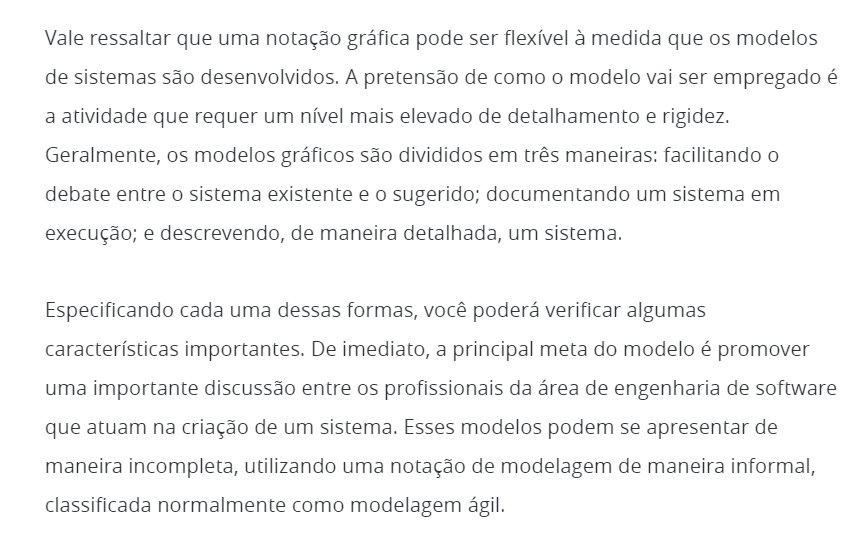 Vale ressaltar que uma notação gráfica pode ser flexível à medida que os modelos
de sistemas são desenvolvidos. A pretensão de como o modelo vai ser empregado é
a atividade que requer um nível mais elevado de detalhamento e rigidez.
Geralmente, os modelos gráficos são divididos em três maneiras: facilitando o
debate entre o sistema existente e o sugerido; documentando um sistema em
execução; e descrevendo, de maneira detalhada, um sistema.
Especificando cada uma dessas formas, você poderá verificar algumas
características importantes. De imediato, a principal meta do modelo é promover
uma importante discussão entre os profissionais da área de engenharia de software
que atuam na criação de um sistema. Esses modelos podem se apresentar de
maneira incompleta, utilizando uma notação de modelagem de maneira informal,
classificada normalmente como modelagem ágil.